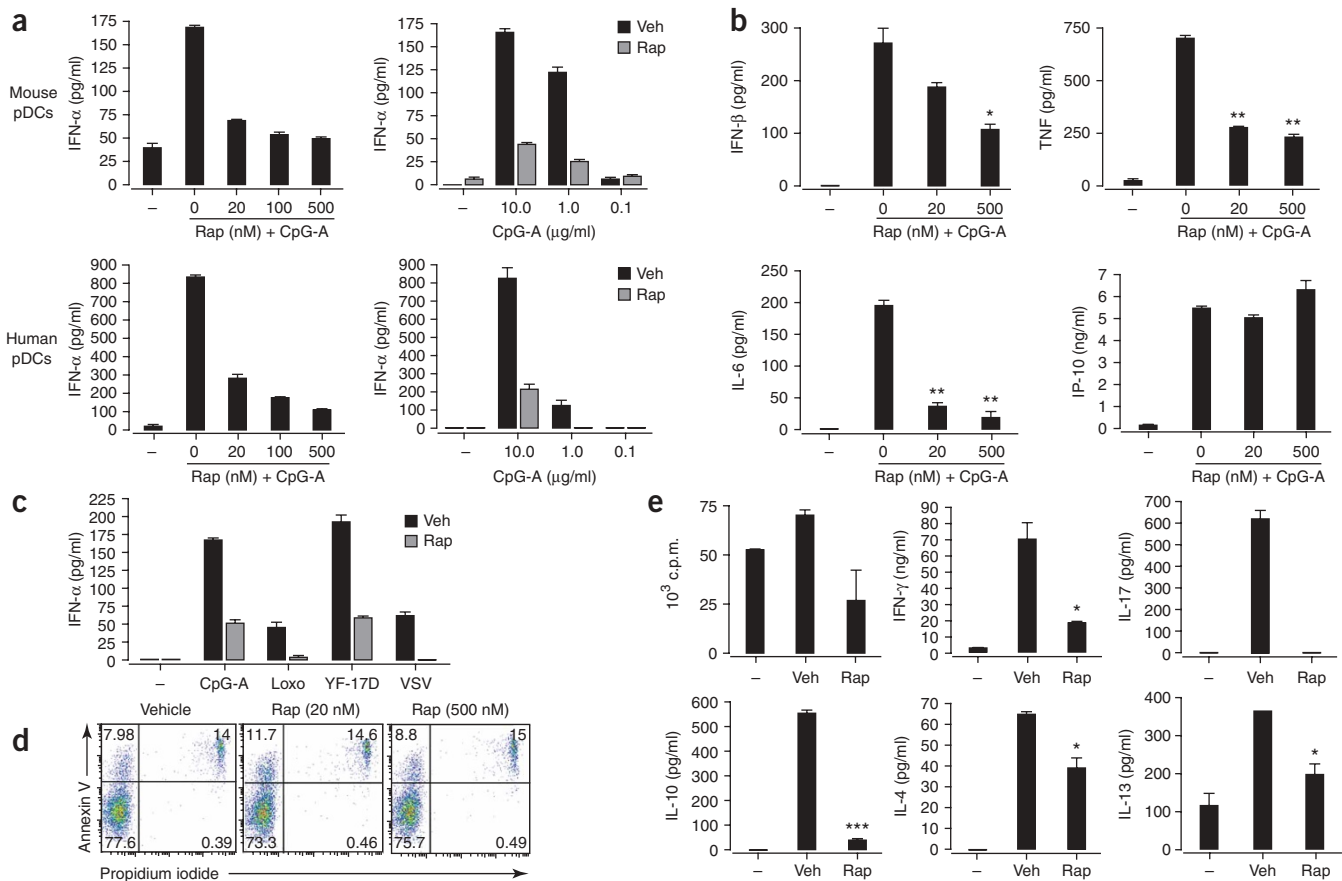 a
Mouse pDCs
IFN-α (pg/ml)
175
150
125
100
75
50
25
0
– 0 20 100 500
Rap (nM) + CpG-A
IFN-α (pg/ml)
175
150
125
100
75
50
25
0
Veh
Rap
– 10.0 1.0 0.1
CpG-A (μg/ml)
Human pDCs
IFN-α (pg/ml)
900
800
700
600
500
400
300
200
100
0
– 0 20 100 500
Rap (nM) + CpG-A
IFN-α (pg/ml)
900
800
700
600
500
400
300
200
100
0
Veh
Rap
– 10.0 1.0 0.1
CpG-A (μg/ml)
b
IFN-β (pg/ml)
300
200
100
0
*
– 0 20 500
Rap (nM) + CpG-A
TNF (pg/ml)
750
500
250
0
** **
– 0 20 500
Rap (nM) + CpG-A
IL-6 (pg/ml)
250
200
150
100
50
0
** **
– 0 20 500
Rap (nM) + CpG-A
IP-10 (ng/ml)
7
6
5
4
3
2
1
0
– 0 20 500
Rap (nM) + CpG-A
c
IFN-α (pg/ml)
225
200
175
150
125
100
75
50
25
0
Veh
Rap
– CpG-A Loxo YF-17D VSV
d
Vehicle Rap (20 nM) Rap (500 nM)
7.98 14 11.7 14.6 8.8 15
77.6 0.39 73.3 0.46 75.7 0.49
Annexin V
Propidium iodide
e
10³ c.p.m.
75
50
25
0
– Veh Rap
IFN-γ (ng/ml)
90
80
70
60
50
40
30
20
10
0
*
– Veh Rap
IL-17 (pg/ml)
700
600
500
400
300
200
100
0
– Veh Rap
IL-10 (pg/ml)
600
500
400
300
200
100
0
***
– Veh Rap
IL-4 (pg/ml)
70
60
50
40
30
20
10
0
*
– Veh Rap
IL-13 (pg/ml)
400
300
200
100
0
*
– Veh Rap